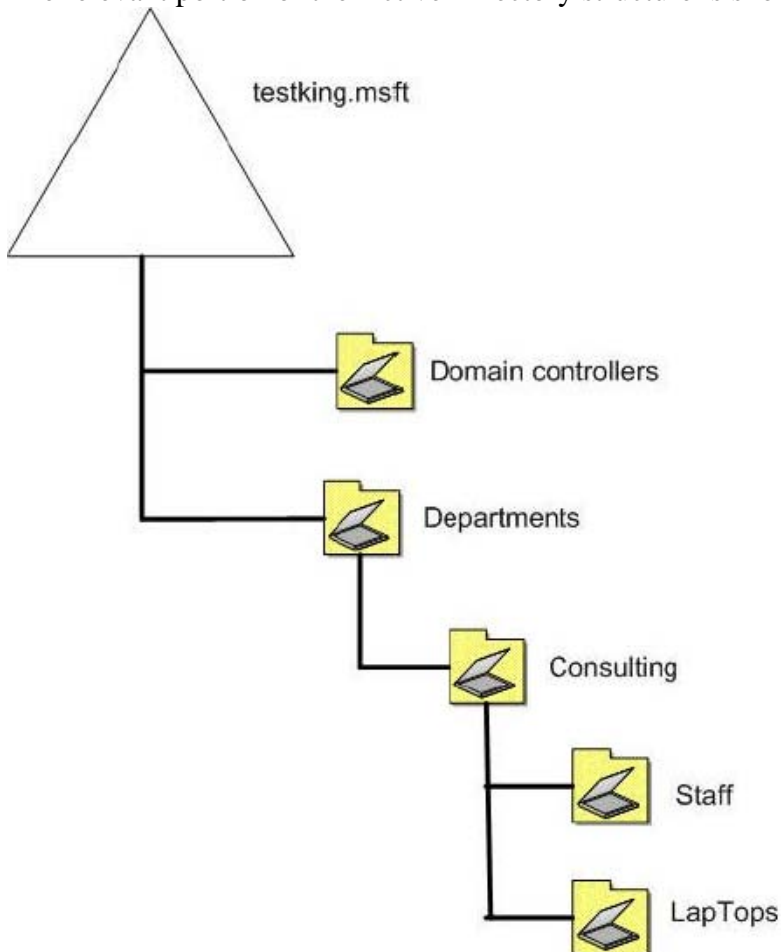 testking.msft
Domain controllers
Departments
Consulting
Staff
LapTops